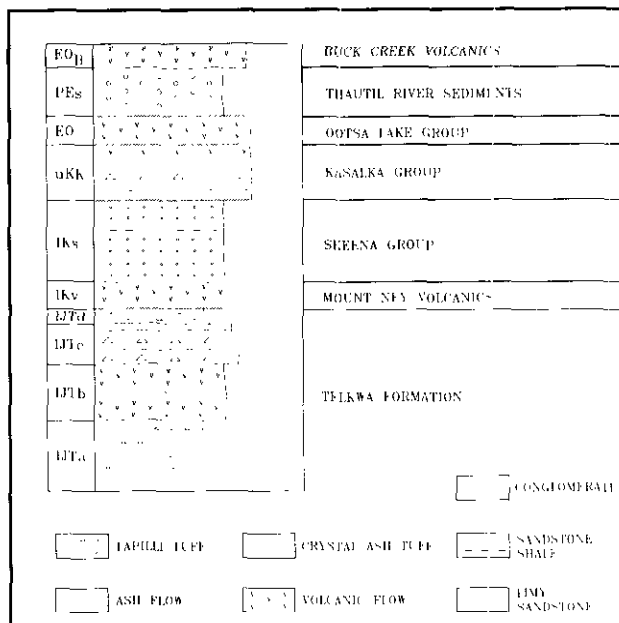 EOB BUCK CREEK VOLCANICS
PEs THAUTIL RIVER SEDIMENTS
EO OOTSA LAKE GROUP
uKk KASALKA GROUP
lKs SKEENA GROUP
lKv MOUNT NEY VOLCANICS
lJTd
lJTc
lJTb TELKWA FORMATION
lJTa
CONGLOMERATE
LAPILLI TUFF CRYSTAL ASH TUFF SANDSTONE
SHALE
ASH FLOW VOLCANIC FLOW LIMY
SANDSTONE